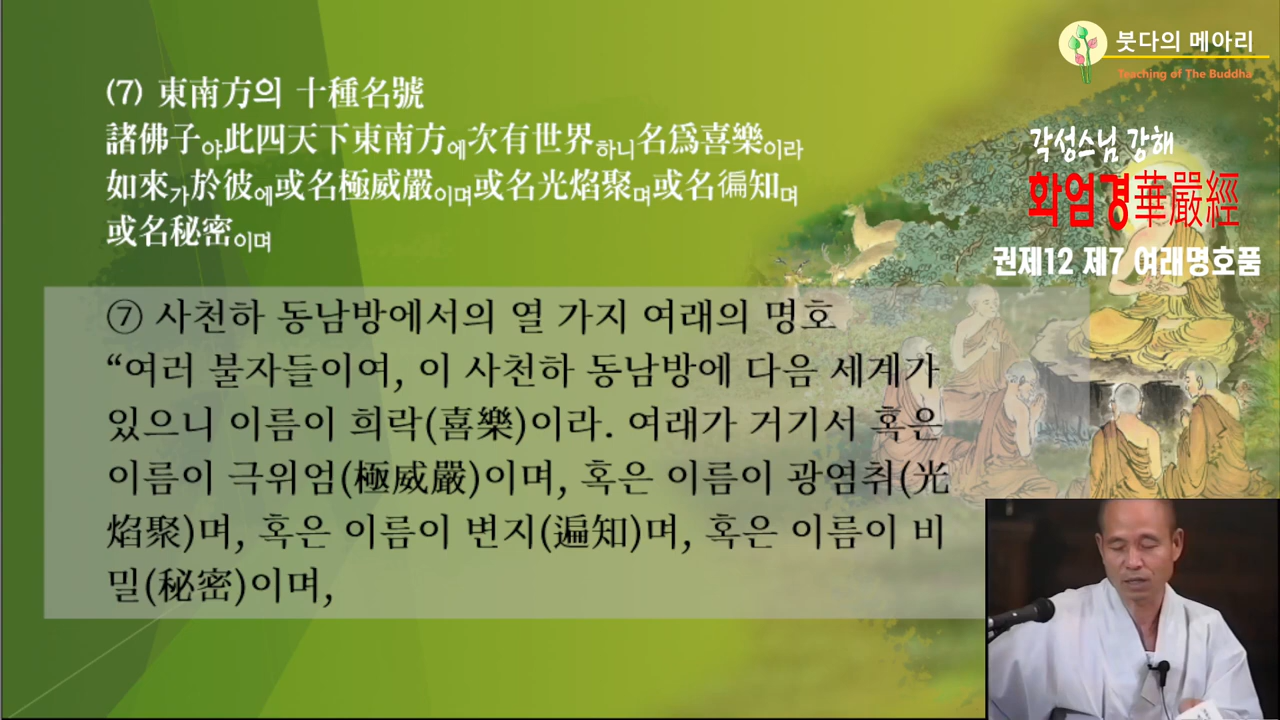 (7) 東南方의 十種名號
諸佛子야此四天下東南方에次有世界하니名爲喜樂이라
如來가於彼에或名極威嚴이며或名光焰聚며或名徧知며
或名秘密이며
⑦ 사천하 동남방에서의 열 가지 여래의 명호
“여러 불자들이여, 이 사천하 동남방에 다음 세계가
있으니 이름이 희락(喜樂)이라. 여래가 거기서 혹은
이름이 극위엄(極威嚴)이며, 혹은 이름이 광염취(光
焰聚)며, 혹은 이름이 변지(遍知)며, 혹은 이름이 비
밀(秘密)이며,
붓다의 메아리
Teaching of The Buddha
각성스님 강해
화엄경華嚴經
권제12 제7 여래명호품